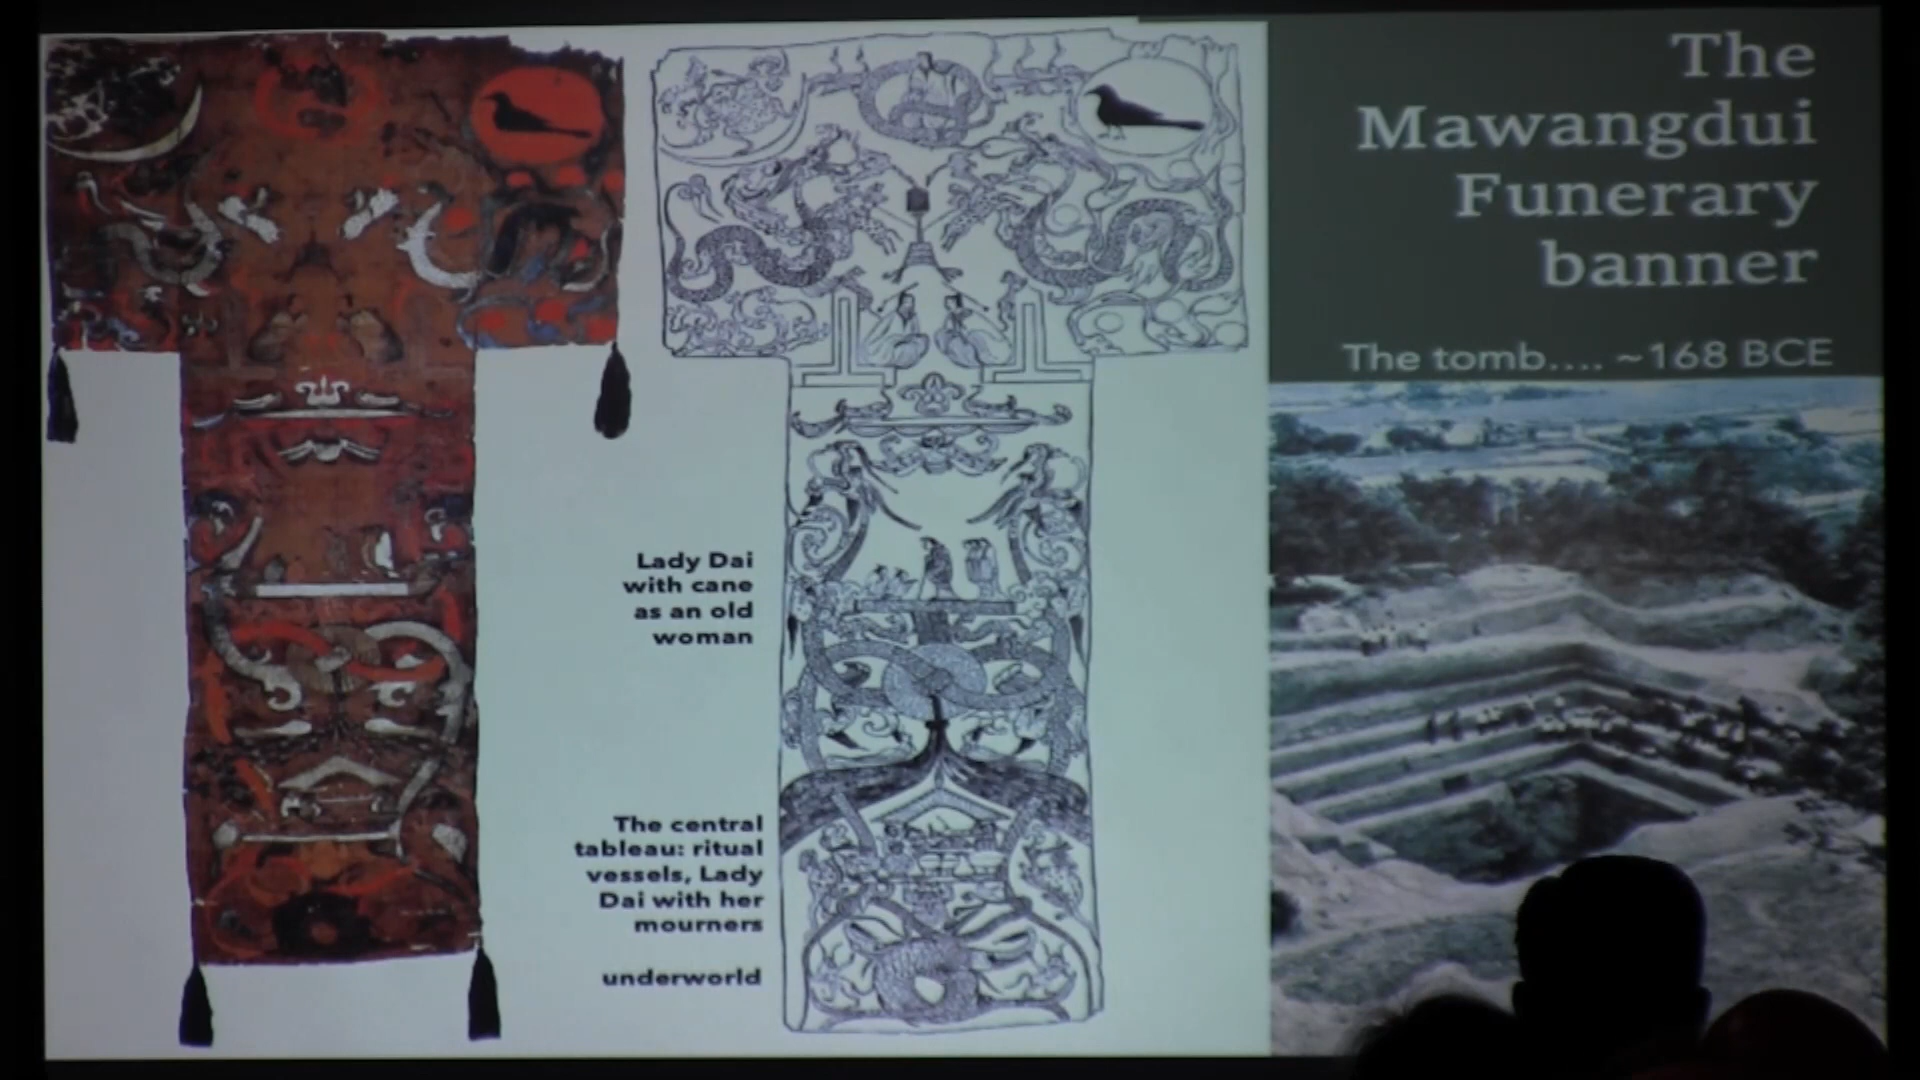 The
Mawangdui
Funerary
banner
The tomb.... ~168 BCE
Lady Dai
with cane
as an old
woman
The central
tableau: ritual
vessels, Lady
Dai with her
mourners
underworld